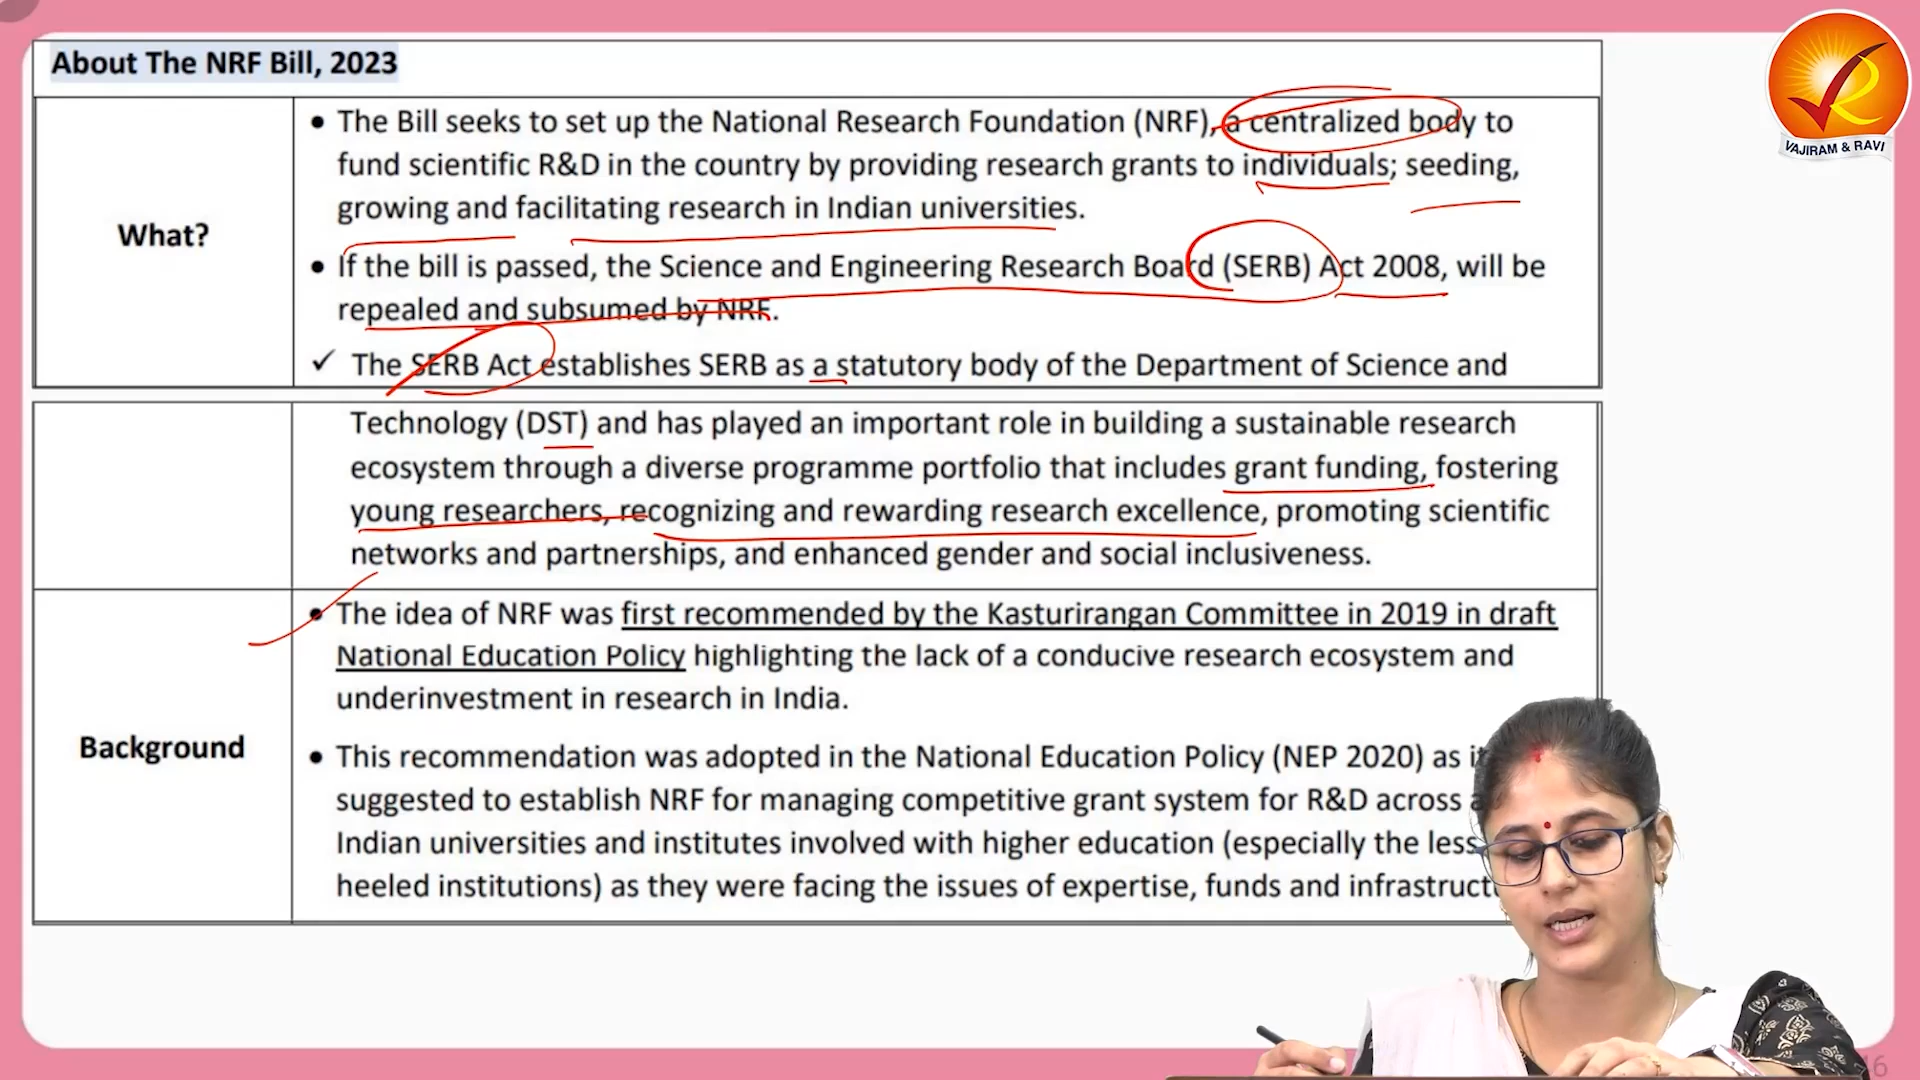 About The NRF Bill, 2023
What?
• The Bill seeks to set up the National Research Foundation (NRF), a centralized body to
fund scientific R&D in the country by providing research grants to individuals; seeding,
growing and facilitating research in Indian universities.
• If the bill is passed, the Science and Engineering Research Board (SERB) Act 2008, will be
repealed and subsumed by NRF.
✓ The SERB Act establishes SERB as a statutory body of the Department of Science and
Technology (DST) and has played an important role in building a sustainable research
ecosystem through a diverse programme portfolio that includes grant funding, fostering
young researchers, recognizing and rewarding research excellence, promoting scientific
networks and partnerships, and enhanced gender and social inclusiveness.
Background
• The idea of NRF was first recommended by the Kasturirangan Committee in 2019 in draft
National Education Policy highlighting the lack of a conducive research ecosystem and
underinvestment in research in India.
• This recommendation was adopted in the National Education Policy (NEP 2020) as
suggested to establish NRF for managing competitive grant system for R&D across
Indian universities and institutes involved with higher education (especially the less
heeled institutions) as they were facing the issues of expertise, funds and
VAJIRAM & RAVI